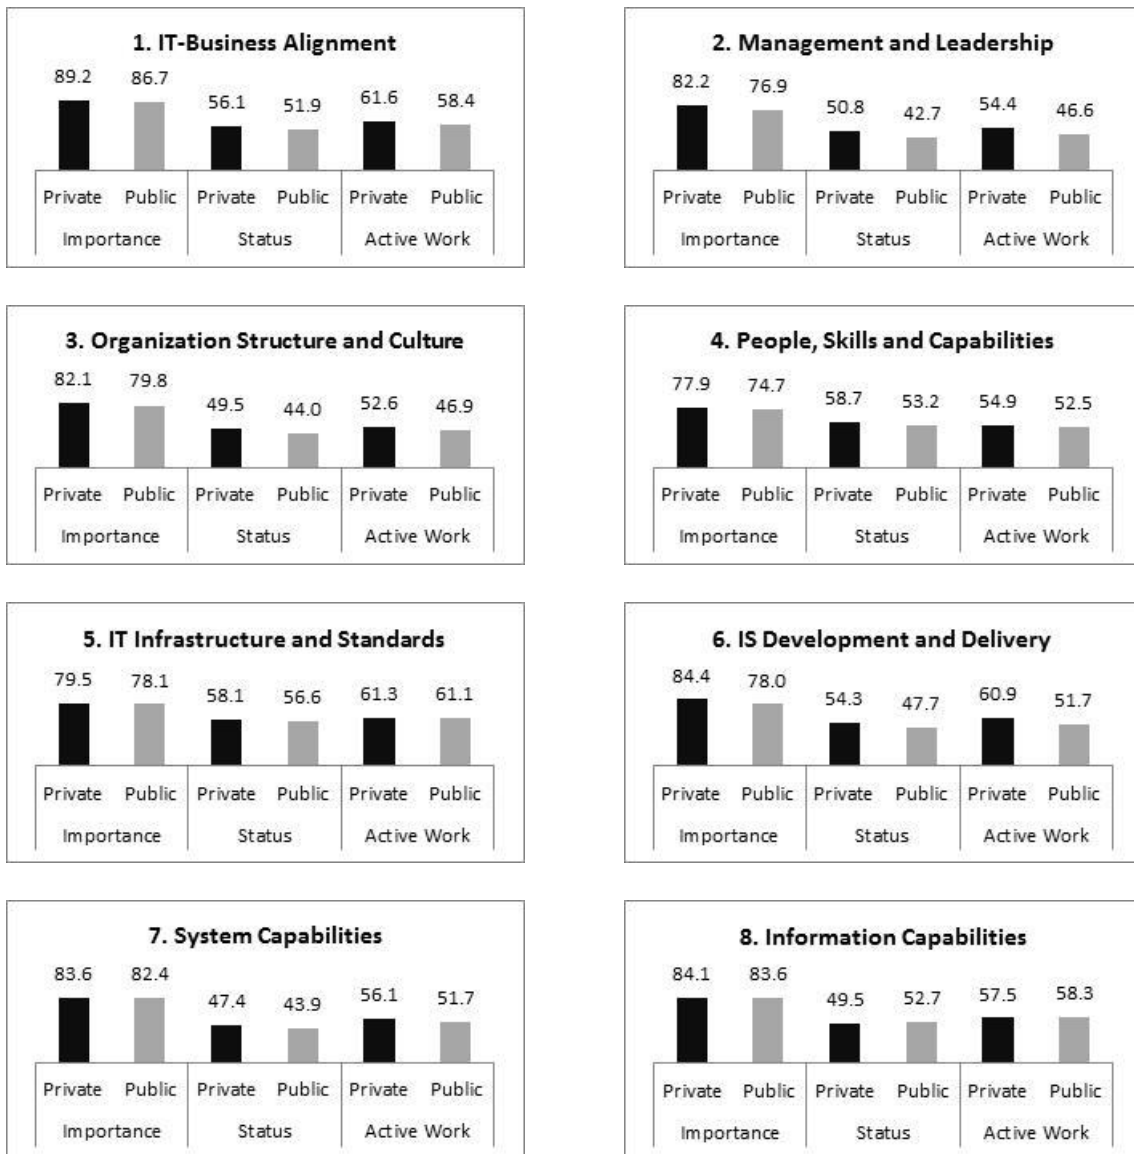 1. IT-Business Alignment
89.2 86.7 56.1 51.9 61.6 58.4
Private Public Private Public Private Public
Importance Status Active Work
2. Management and Leadership
82.2 76.9 50.8 42.7 54.4 46.6
Private Public Private Public Private Public
Importance Status Active Work
3. Organization Structure and Culture
82.1 79.8 49.5 44.0 52.6 46.9
Private Public Private Public Private Public
Importance Status Active Work
4. People, Skills and Capabilities
77.9 74.7 58.7 53.2 54.9 52.5
Private Public Private Public Private Public
Importance Status Active Work
5. IT Infrastructure and Standards
79.5 78.1 58.1 56.6 61.3 61.1
Private Public Private Public Private Public
Importance Status Active Work
6. IS Development and Delivery
84.4 78.0 54.3 47.7 60.9 51.7
Private Public Private Public Private Public
Importance Status Active Work
7. System Capabilities
83.6 82.4 47.4 43.9 56.1 51.7
Private Public Private Public Private Public
Importance Status Active Work
8. Information Capabilities
84.1 83.6 49.5 52.7 57.5 58.3
Private Public Private Public Private Public
Importance Status Active Work